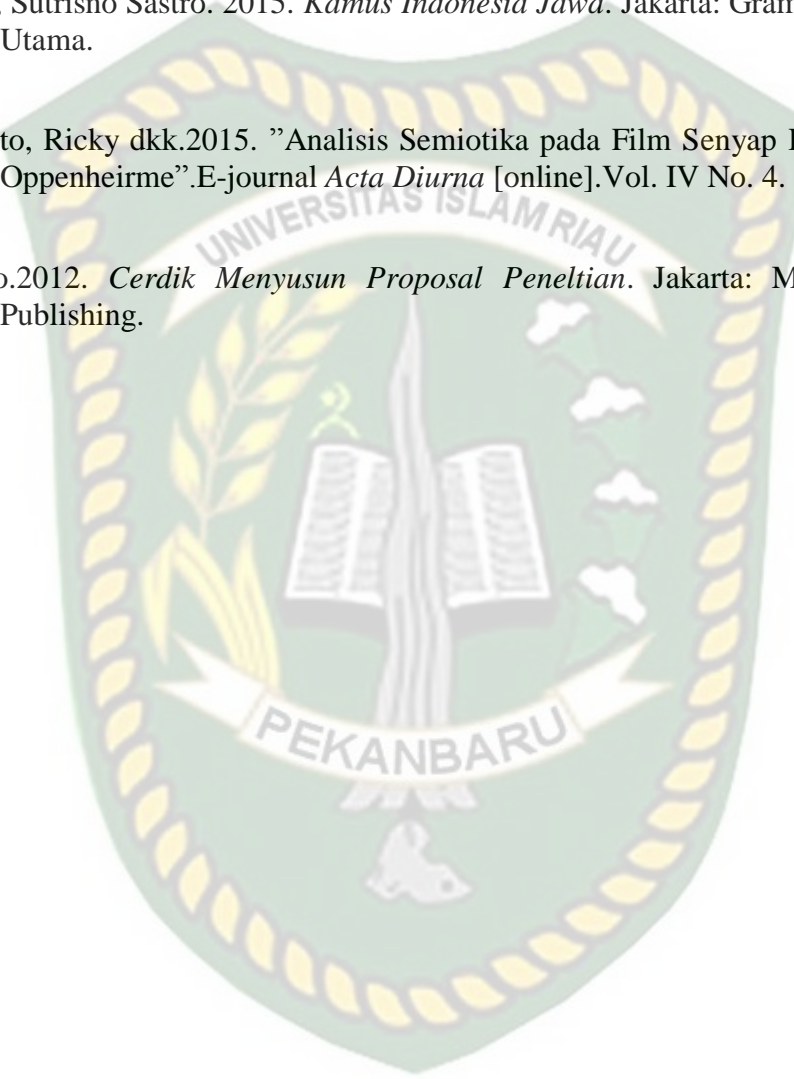 , Sutrisno Sastro. 2015. Kamus Indonesia Jawa. Jakarta: Gram
Utama.
to, Ricky dkk.2015. ”Analisis Semiotika pada Film Senyap
Oppenheirme”.E-journal Acta Diurna [online].Vol. IV No. 4.
UNIVERSITAS ISLAM RIAU
o.2012. Cerdik Menyusun Proposal Peneltian. Jakarta: M
Publishing.
PEKANBARU